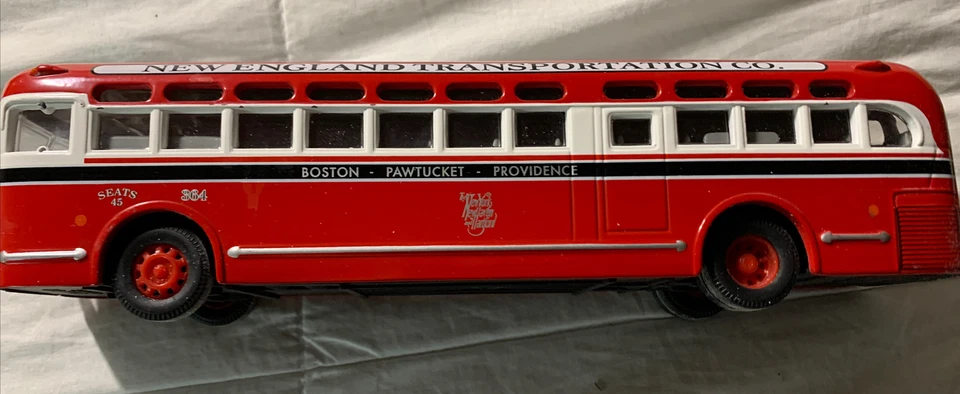 NEW ENGLAND TRANSPORTATION CO.
BOSTON - PAWTUCKET - PROVIDENCE
SEATS
45
364